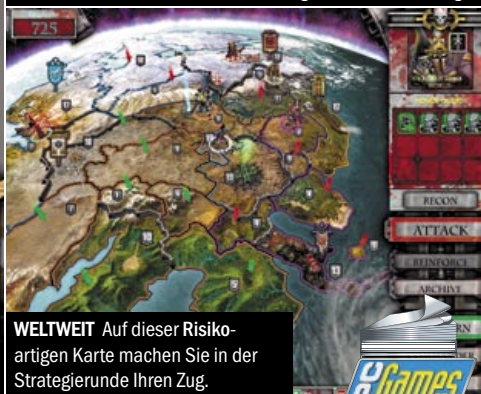 725
RECON
ATTACK
REINFORCE
ARCHIVE
WELTWEIT Auf dieser Risiko-
artigen Karte machen Sie in der
Strategierunde Ihren Zug.
Games